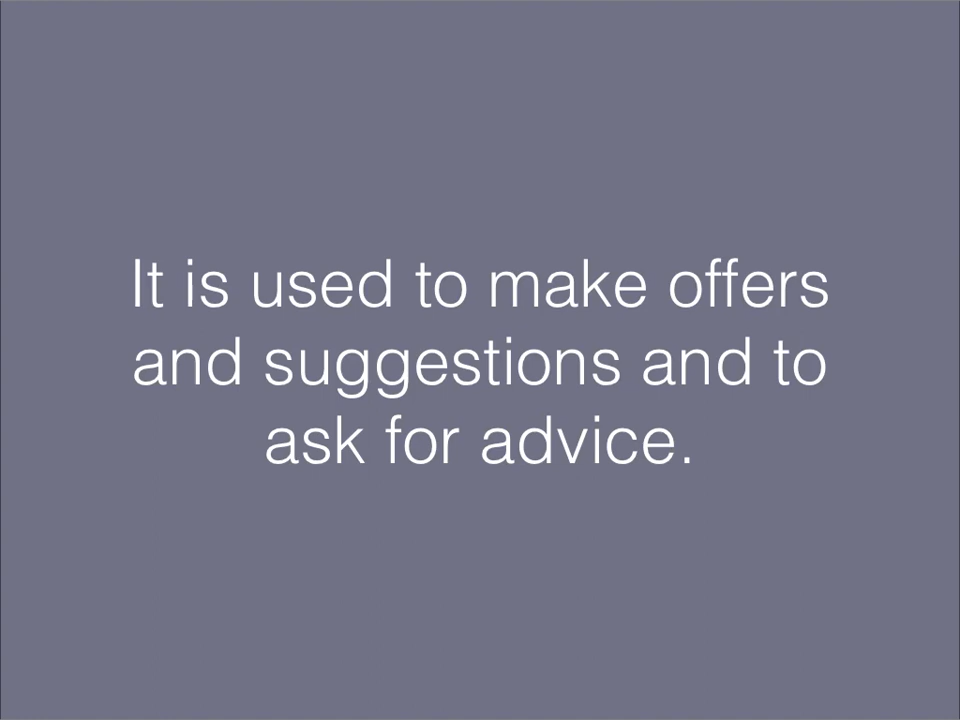 It is used to make offers
and suggestions and to
ask for advice.